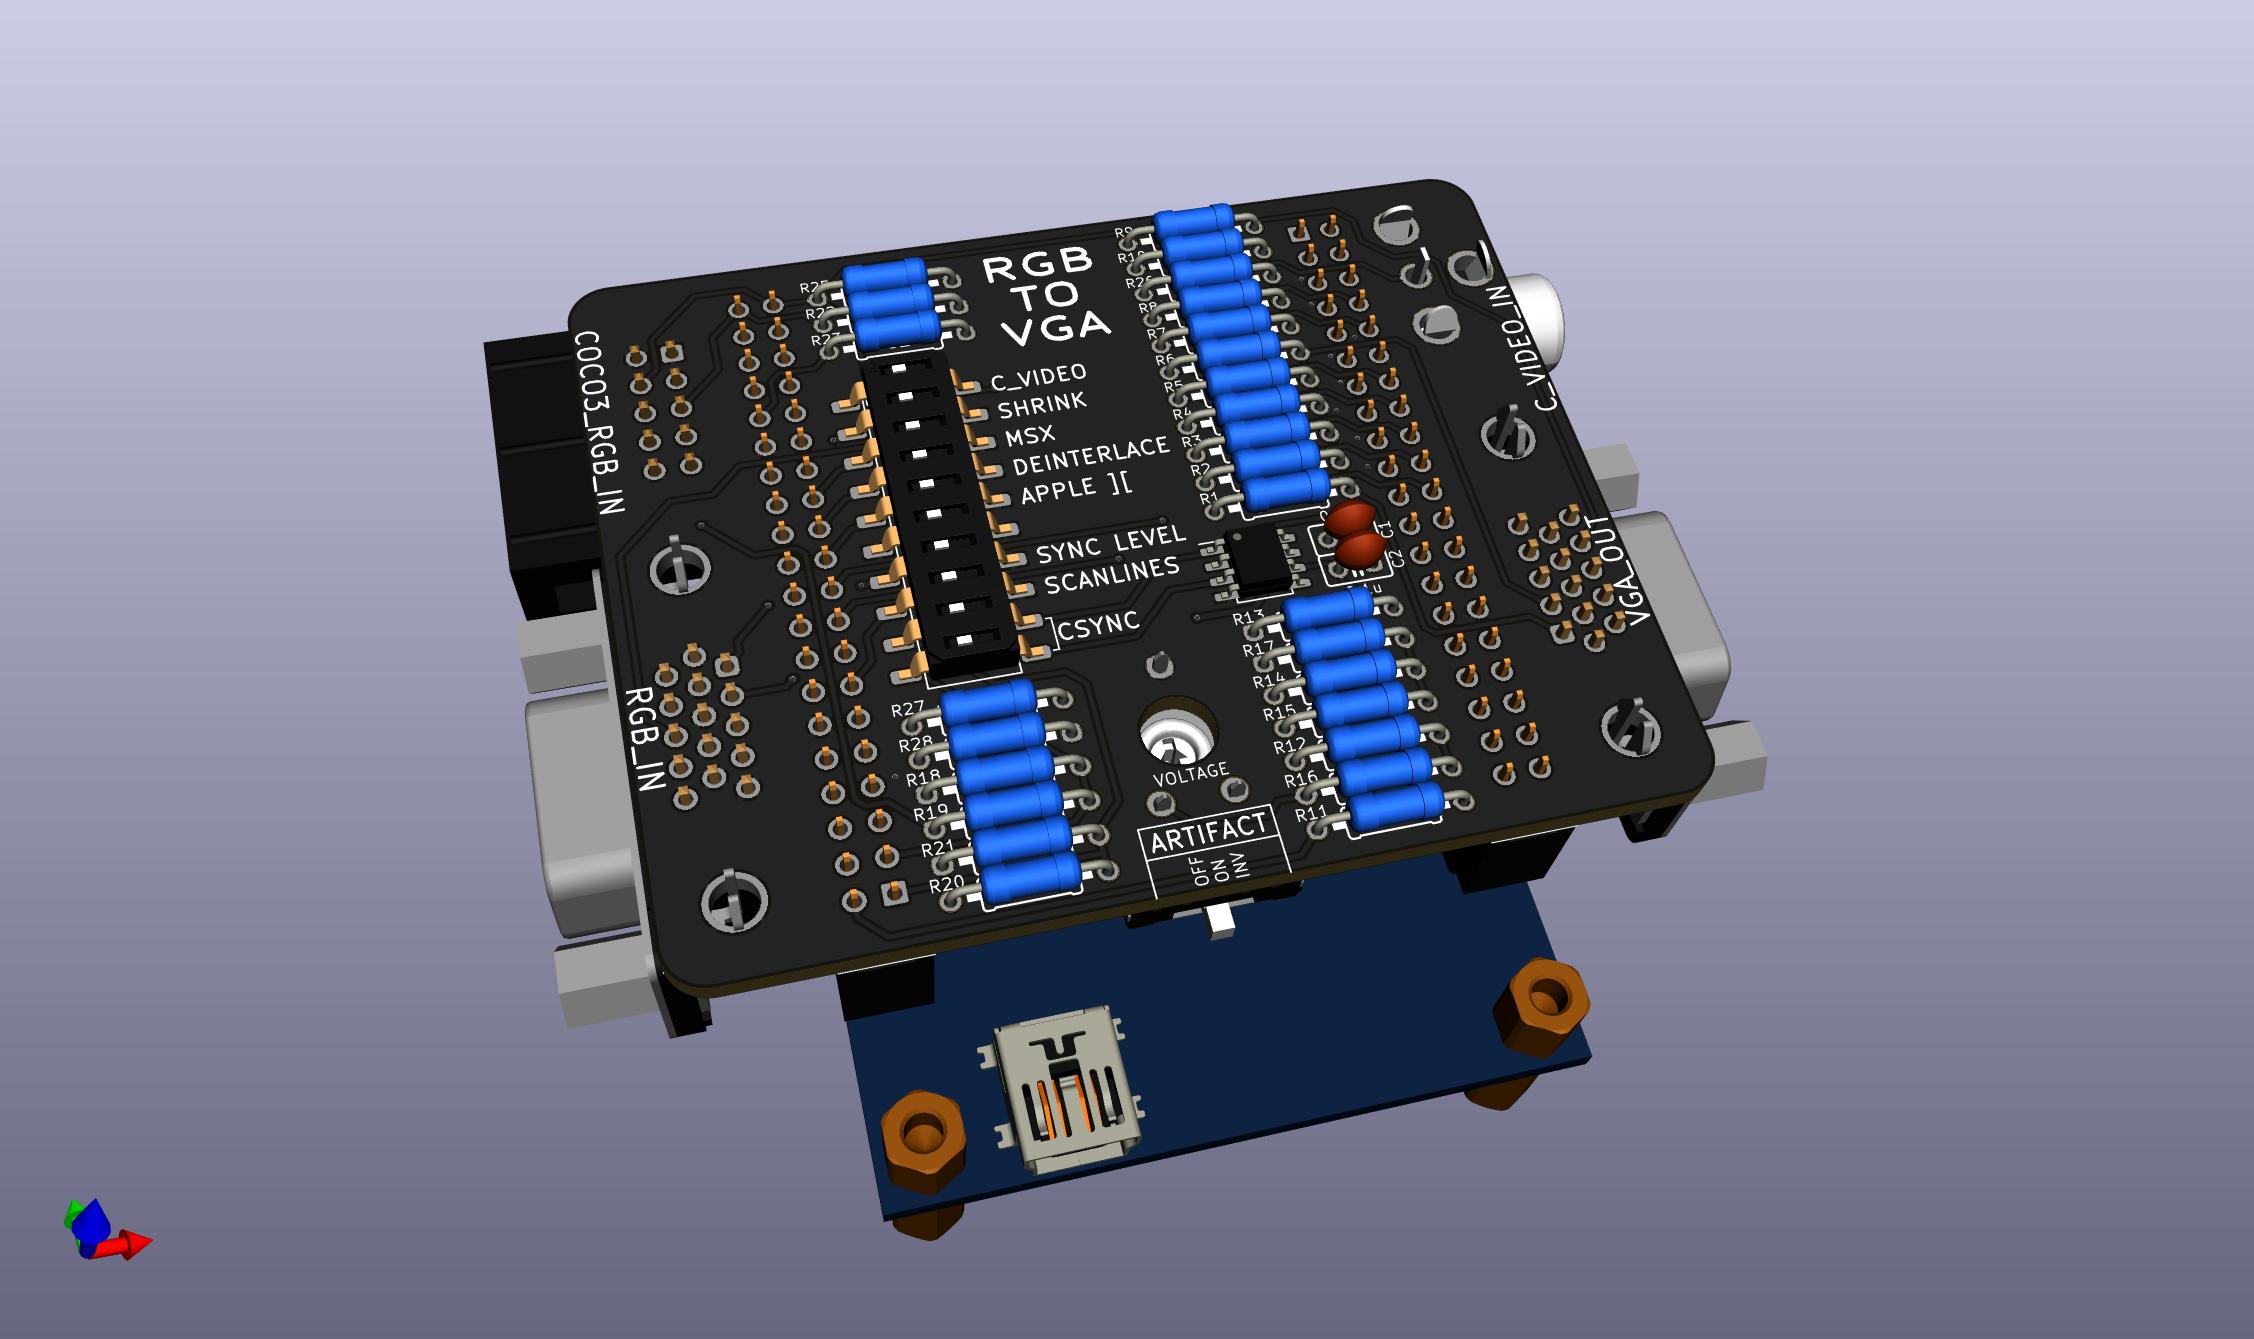 RGB
TO
VGA
COCO3_RGB_IN
C_VIDEO_IN
C_VIDEO
SHRINK
MSX
DEINTERLACE
APPLE ][
SYNC LEVEL
SCANLINES
CSYNC
RGB_IN
VGA_OUT
VOLTAGE
ARTIFACT
OFF
ON
INV
R9
R8
R7
R6
R5
R4
R3
R2
R1
C1
C2
R13
R17
R14
R15
R12
R16
R11
R27
R28
R18
R19
R21
R20